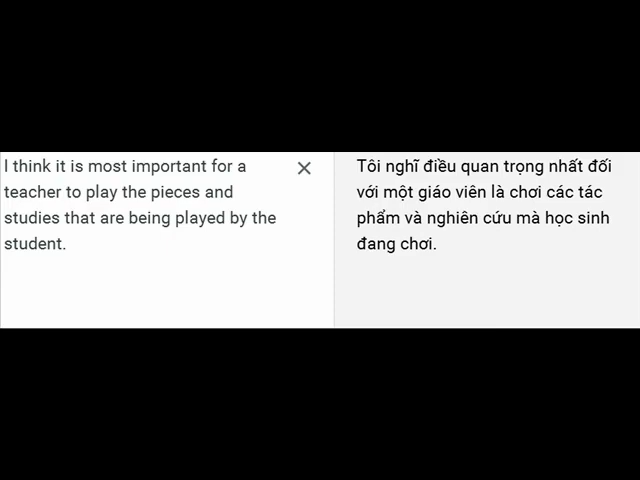 I think it is most important for a
teacher to play the pieces and
studies that are being played by the
student.
Tôi nghĩ điều quan trọng nhất đối
với một giáo viên là chơi các tác
phẩm và nghiên cứu mà học sinh
đang chơi.